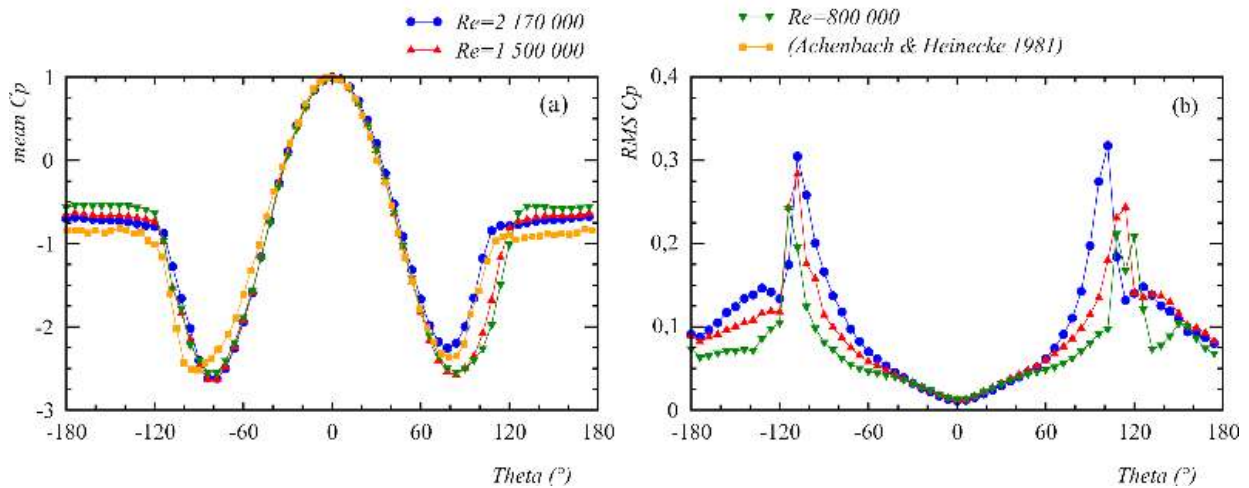 Re=2 170 000
Re=1 500 000
Re=800 000
(Achenbach & Heinecke 1981)
(a)
mean Cp
1
0
-1
-2
-3
-180
-120
-60
0
60
120
180
Theta (°)
(b)
RMS Cp
0,4
0,3
0,2
0,1
0
-180
-120
-60
0
60
120
180
Theta (°)